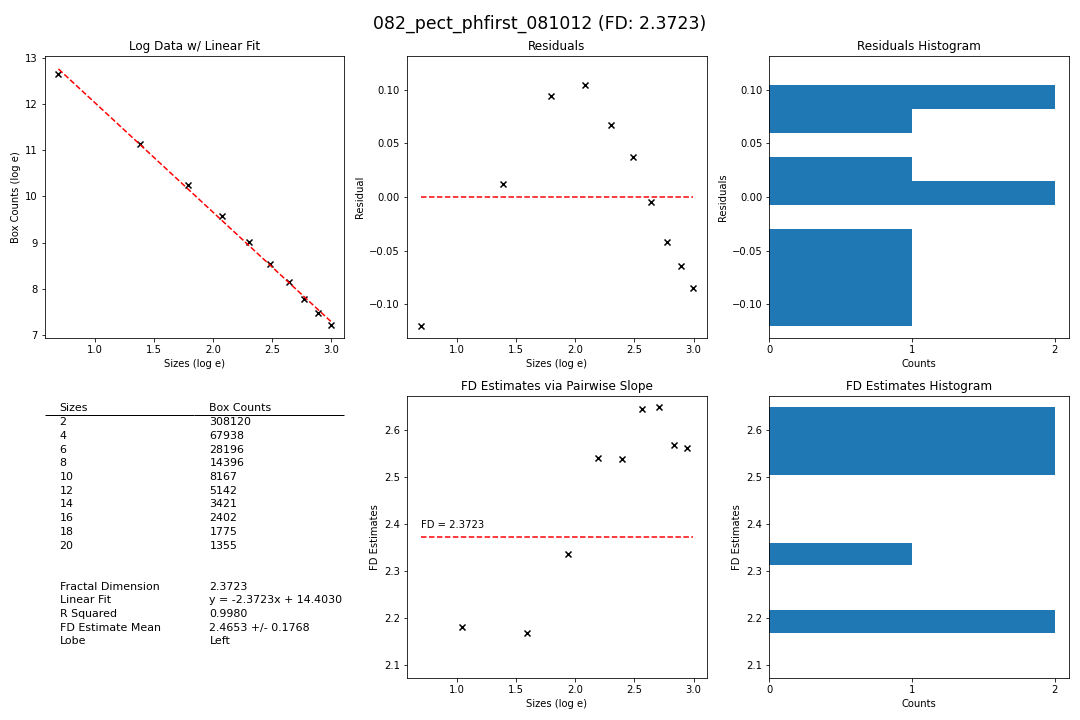 082_pect_phfirst_081012 (FD: 2.3723)
Log Data w/ Linear Fit
13
12
11
10
9
8
7
Box Counts (log e)
1.0 1.5 2.0 2.5 3.0
Sizes (log e)
Residuals
0.10
0.05
0.00
−0.05
−0.10
Residual
1.0 1.5 2.0 2.5 3.0
Sizes (log e)
Residuals Histogram
0.10
0.05
0.00
−0.05
−0.10
Residuals
0 1 2
Counts
Sizes Box Counts
2 308120
4 67938
6 28196
8 14396
10 8167
12 5142
14 3421
16 2402
18 1775
20 1355
Fractal Dimension 2.3723
Linear Fit y = -2.3723x + 14.4030
R Squared 0.9980
FD Estimate Mean 2.4653 +/- 0.1768
Lobe Left
FD Estimates via Pairwise Slope
2.6
2.5
2.4
2.3
2.2
2.1
FD Estimates
FD = 2.3723
1.0 1.5 2.0 2.5 3.0
Sizes (log e)
FD Estimates Histogram
2.6
2.5
2.4
2.3
2.2
2.1
FD Estimates
0 1 2
Counts